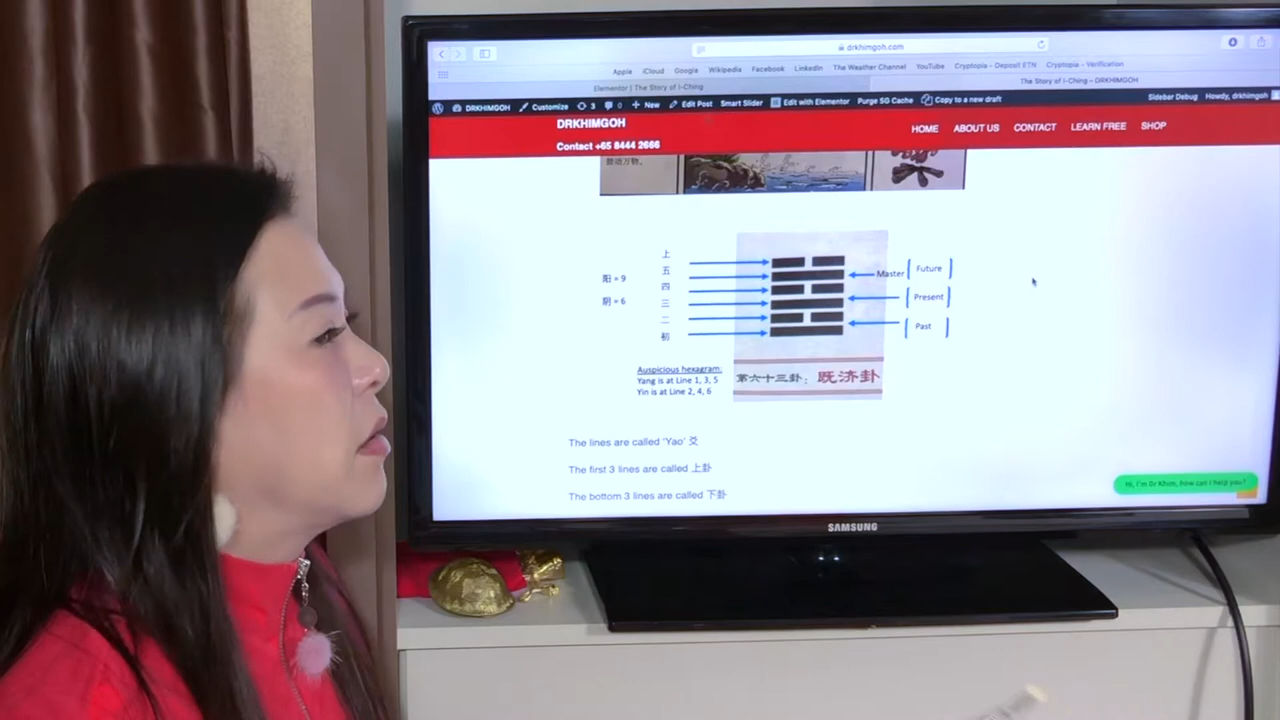 drkhimgoh.com
Apple iCloud Google Wikipedia Facebook LinkedIn The Weather Channel YouTube Cryptopia - Deposit ETN Cryptopia - Verification
Elementor | The Story of I-Ching
The Story of I-Ching – DRKHIMGOH
DRKHIMGOH Customize 3 0 New Edit Post Smart Slider Edit with Elementor Purge SG Cache Copy to a new draft Sidebar Debug Howdy, drkhimgoh
DRKHIMGOH
HOME ABOUT US CONTACT LEARN FREE SHOP
Contact +65 8444 2666
上
五
四
三
二
初
阳 = 9
阴 = 6
Master
Future
Present
Past
Auspicious hexagram:
Yang is at Line 1, 3, 5
Yin is at Line 2, 4, 6
第六十三卦：既济卦
The lines are called 'Yao' 爻
The first 3 lines are called 上卦
The bottom 3 lines are called 下卦
Hi, I'm Dr Khim, how can I help you?
SAMSUNG